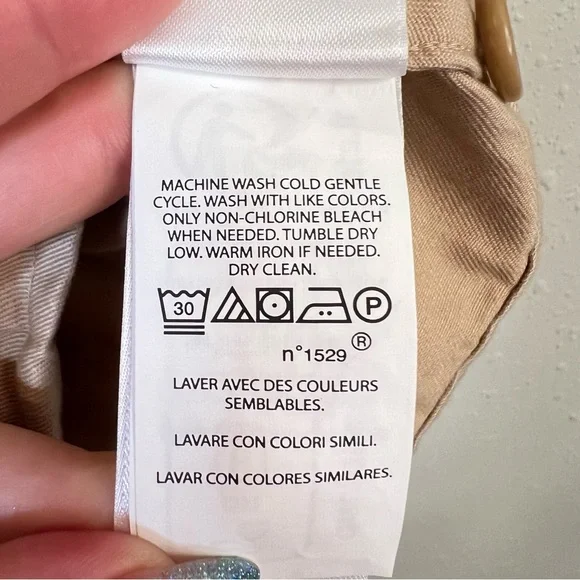 MACHINE WASH COLD GENTLE
CYCLE. WASH WITH LIKE COLORS.
ONLY NON-CHLORINE BLEACH
WHEN NEEDED. TUMBLE DRY
LOW. WARM IRON IF NEEDED.
DRY CLEAN.
30 P
n°1529 ®
LAVER AVEC DES COULEURS
SEMBLABLES.
LAVARE CON COLORI SIMILI.
LAVAR CON COLORES SIMILARES.